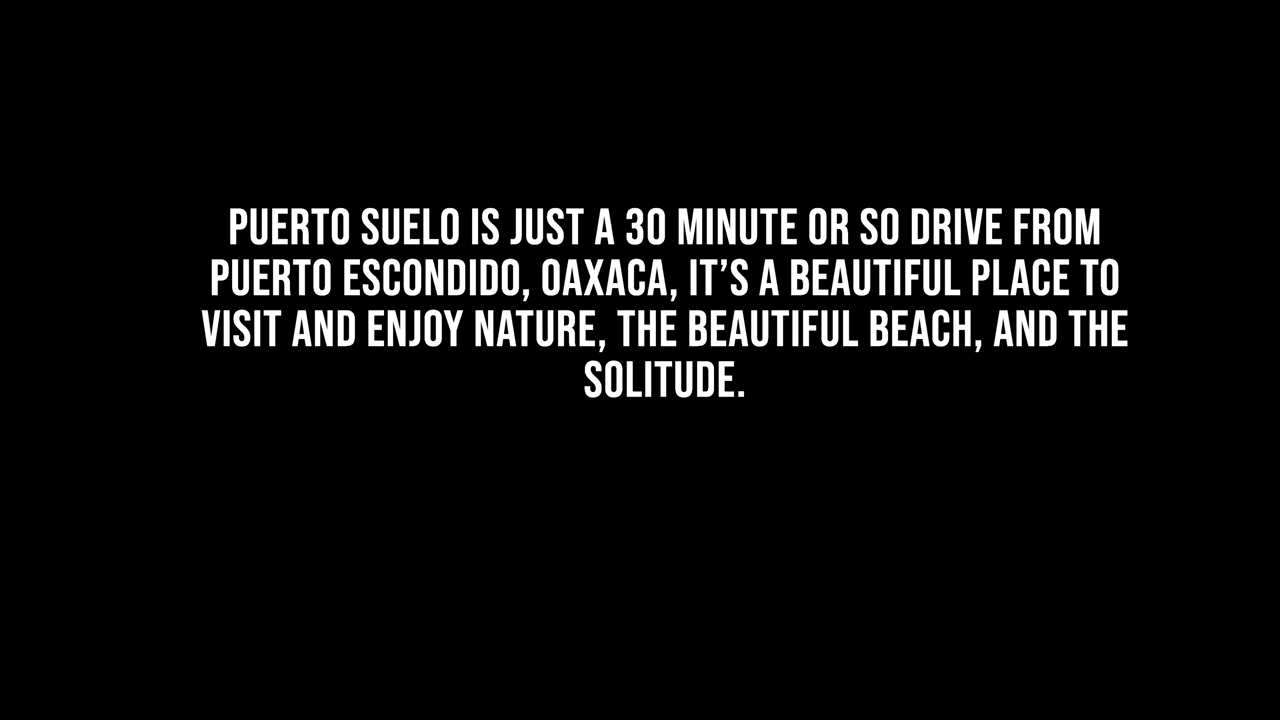 PUERTO SUELO IS JUST A 30 MINUTE OR SO DRIVE FROM
PUERTO ESCONDIDO, OAXACA, IT’S A BEAUTIFUL PLACE TO
VISIT AND ENJOY NATURE, THE BEAUTIFUL BEACH, AND THE
SOLITUDE.